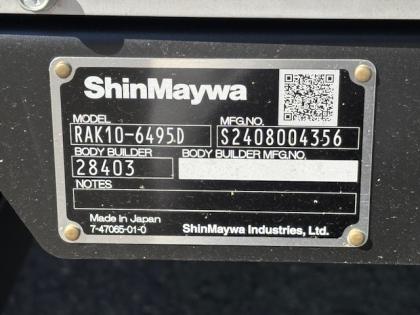 ShinMaywa
MODEL MFG.NO.
RAK10-6495D S2408004356
BODY BUILDER BODY BUILDER MFG.NO.
28403
NOTES
Made in Japan
7-47065-01-0 ShinMaywa Industries, Ltd.